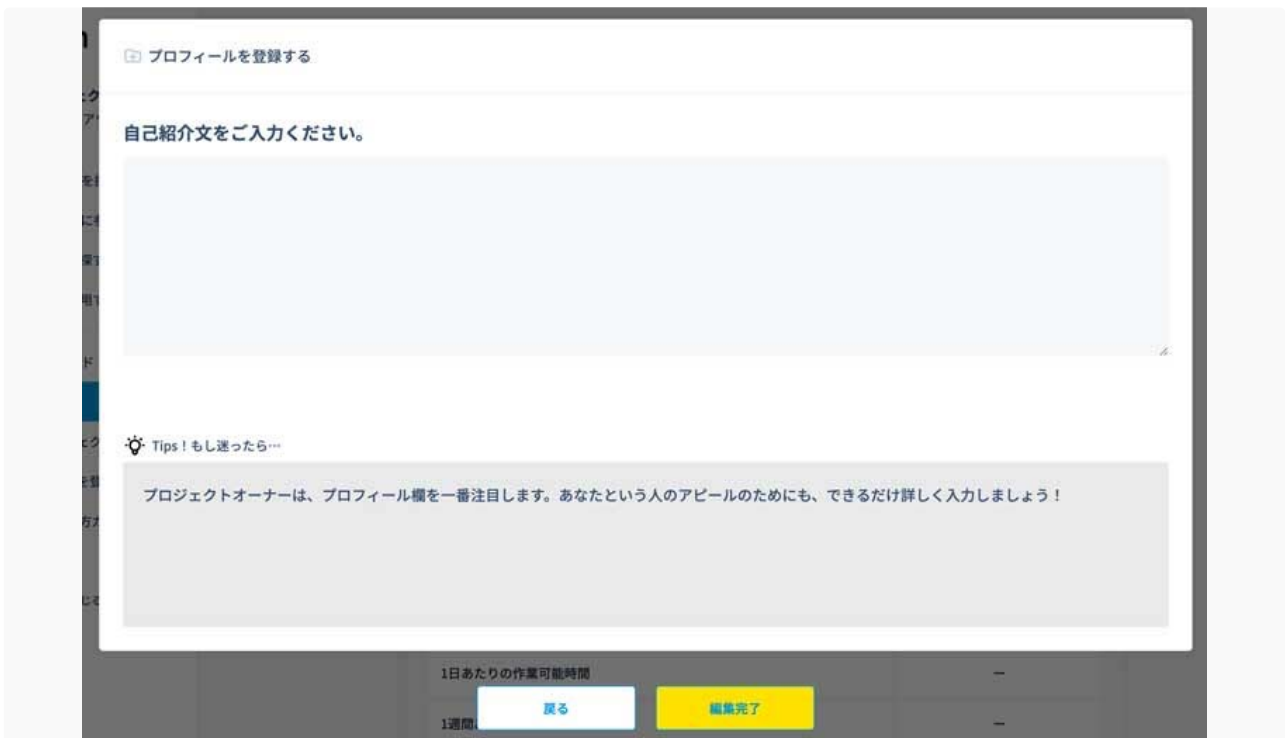 プロフィールを登録する
自己紹介文をご入力ください。
Tips！もし迷ったら…
プロジェクトオーナーは、プロフィール欄を一番注目します。あなたという人のアピールのためにも、できるだけ詳しく入力しましょう！
1日あたりの作業可能時間 ー
戻る 編集完了
1週間 ー